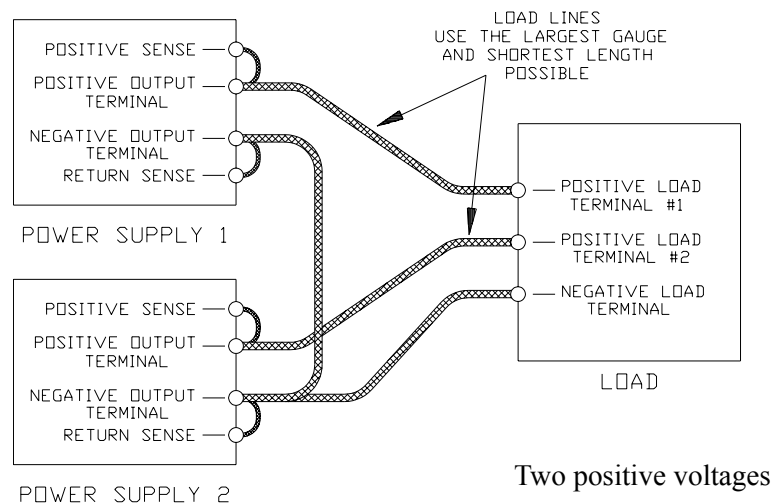 LOAD LINES
USE THE LARGEST GAUGE
AND SHORTEST LENGTH
POSSIBLE
POSITIVE SENSE
POSITIVE OUTPUT
TERMINAL
NEGATIVE OUTPUT
TERMINAL
RETURN SENSE
POWER SUPPLY 1
POSITIVE LOAD
TERMINAL #1
POSITIVE LOAD
TERMINAL #2
NEGATIVE LOAD
TERMINAL
LOAD
POSITIVE SENSE
POSITIVE OUTPUT
TERMINAL
NEGATIVE OUTPUT
TERMINAL
RETURN SENSE
POWER SUPPLY 2
Two positive voltages